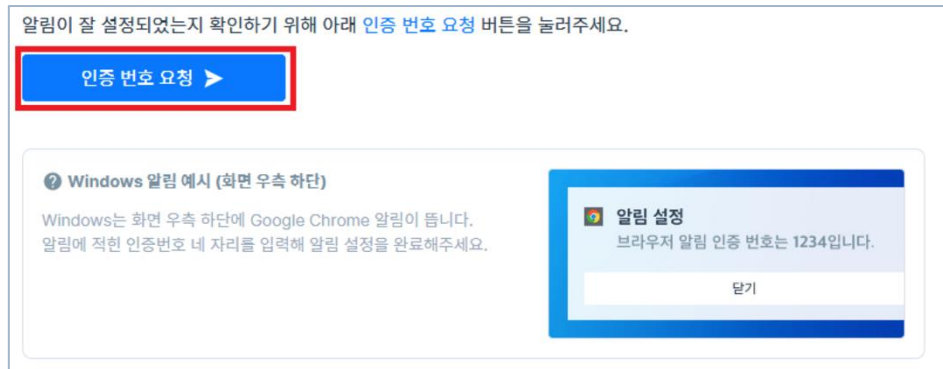 알림이 잘 설정되었는지 확인하기 위해 아래 인증 번호 요청 버튼을 눌러주세요.
인증 번호 요청
Windows 알림 예시 (화면 우측 하단)
Windows는 화면 우측 하단에 Google Chrome 알림이 뜹니다.
알림에 적힌 인증번호 네 자리를 입력해 알림 설정을 완료해주세요.
알림 설정
브라우저 알림 인증 번호는 1234입니다.
닫기